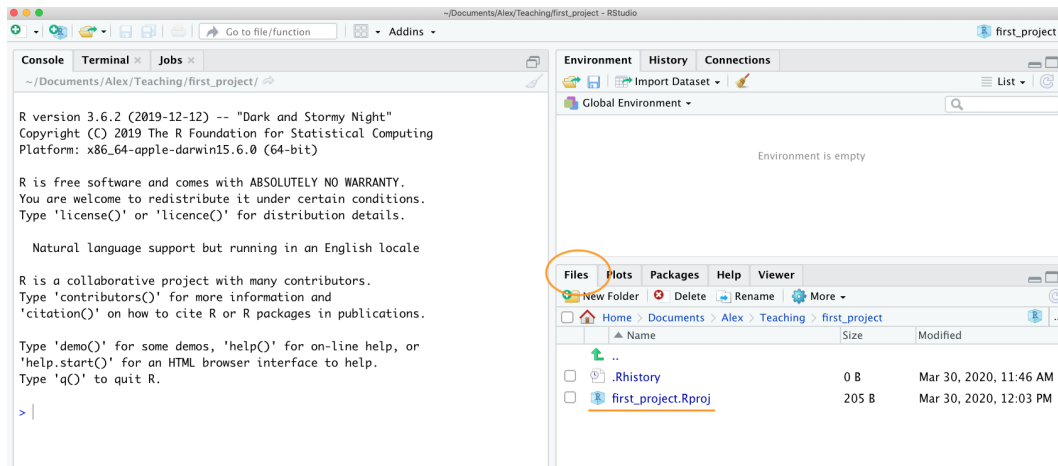 ~/Documents/Alex/Teaching/first_project - RStudio
Go to file/function
Addins
first_project
Console Terminal Jobs
~/Documents/Alex/Teaching/first_project/
R version 3.6.2 (2019-12-12) -- "Dark and Stormy Night"
Copyright (C) 2019 The R Foundation for Statistical Computing
Platform: x86_64-apple-darwin15.6.0 (64-bit)
R is free software and comes with ABSOLUTELY NO WARRANTY.
You are welcome to redistribute it under certain conditions.
Type 'license()' or 'licence()' for distribution details.
Natural language support but running in an English locale
R is a collaborative project with many contributors.
Type 'contributors()' for more information and
'citation()' on how to cite R or R packages in publications.
Type 'demo()' for some demos, 'help()' for on-line help, or
'help.start()' for an HTML browser interface to help.
Type 'q()' to quit R.
>
Environment History Connections
Import Dataset List
Global Environment
Environment is empty
Files Plots Packages Help Viewer
New Folder Delete Rename More
Home > Documents > Alex > Teaching > first_project ..
Name Size Modified
..
.Rhistory 0 B Mar 30, 2020, 11:46 AM
first_project.Rproj 205 B Mar 30, 2020, 12:03 PM